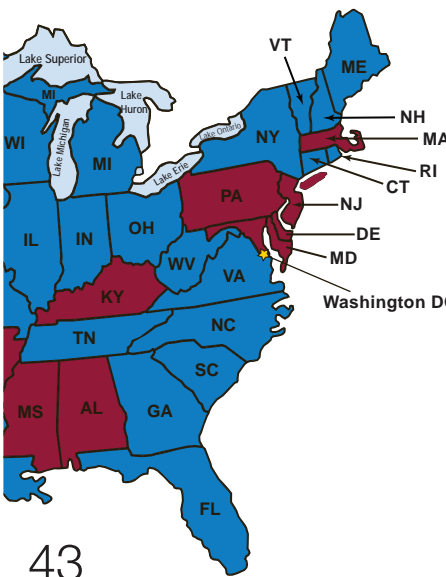 Lake Superior
VT
ME
MI
Lake
Huron
NH
WI
Lake Michigan
Lake Ontario
NY
MA
MI
RI
Lake Erie
CT
PA
NJ
IL
IN
OH
DE
WV
MD
VA
KY
Washington DC
NC
TN
SC
MS
AL
GA
FL
43